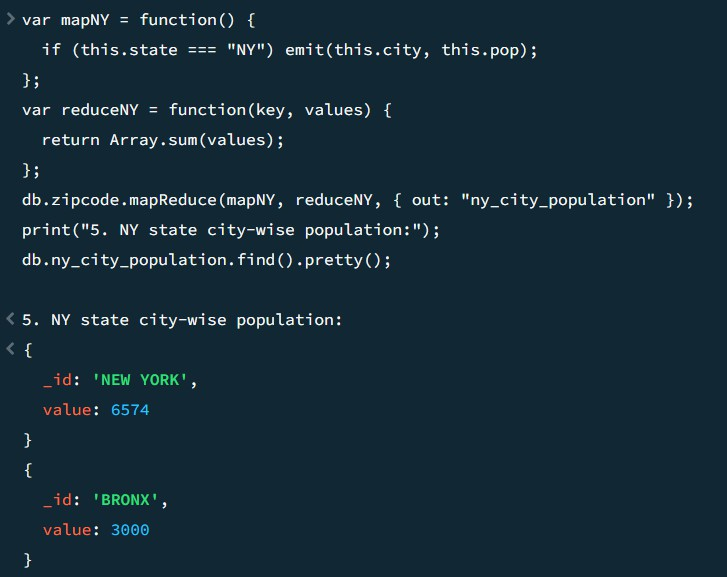 > var mapNY = function() {
if (this.state === "NY") emit(this.city, this.pop);
};
var reduceNY = function(key, values) {
return Array.sum(values);
};
db.zipcode.mapReduce(mapNY, reduceNY, { out: "ny_city_population" });
print("5. NY state city-wise population:");
db.ny_city_population.find().pretty();
< 5. NY state city-wise population:
< {
_id: 'NEW YORK',
value: 6574
}
{
_id: 'BRONX',
value: 3000
}